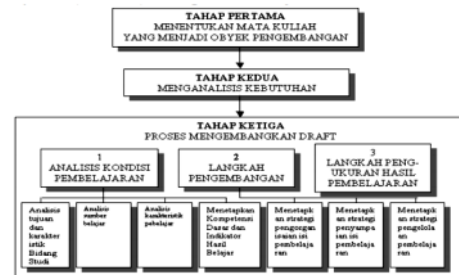 TAHAP PERTAMA
MENENTUKAN MATA KULIAH
YANG MENJADI OBYEK PENGEMBANGAN
TAHAP KEDUA
MENGANALISIS KEBUTUHAN
TAHAP KETIGA
PROSES MENGEMBANGKAN DRAFT
1
ANALISIS KONDISI
PEMBELAJARAN
2
LANGKAH
PENGEMBANGAN
3
LANGKAH PENG-
UKURAN HASIL
PEMBELAJARAN
Analisis
tujuan
dan
karakter
istik
Bidang
Studi
Analisis
sumber
belajar
Analisis
karakteristik
pebelajar
Menetapkan
Kompetensi
Dasar dan
Indikator
Hasil
Belajar
Menetapk
an strategi
pengorgan
isasian isi
pembelaja
ran
Menetapk
an strategi
penyampa
ian isi
pembelaja
ran
Menetapk
an strategi
pengelola
an
pembelaja
ran